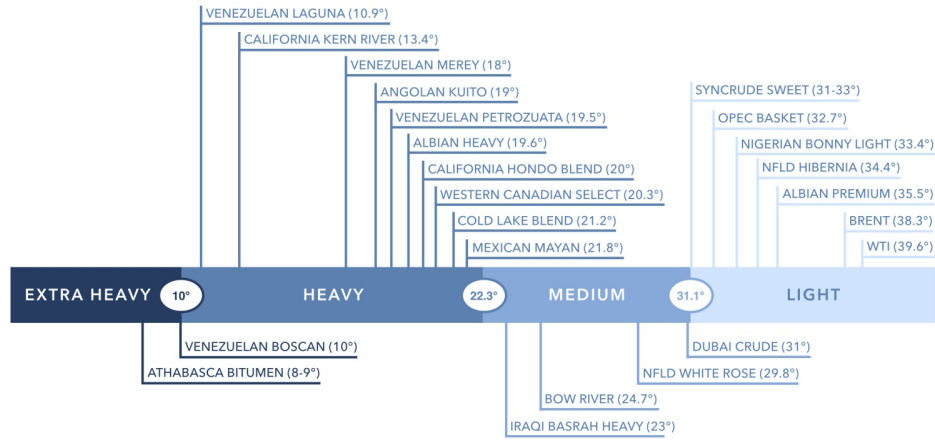 VENEZUELAN LAGUNA (10.9°)
CALIFORNIA KERN RIVER (13.4°)
VENEZUELAN MEREY (18°)
ANGOLAN KUITO (19°)
VENEZUELAN PETROZUATA (19.5°)
ALBIAN HEAVY (19.6°)
CALIFORNIA HONDO BLEND (20°)
WESTERN CANADIAN SELECT (20.3°)
COLD LAKE BLEND (21.2°)
MEXICAN MAYAN (21.8°)
SYNCRUDE SWEET (31-33°)
OPEC BASKET (32.7°)
NIGERIAN BONNY LIGHT (33.4°)
NFLD HIBERNIA (34.4°)
ALBIAN PREMIUM (35.5°)
BRENT (38.3°)
WTI (39.6°)
EXTRA HEAVY 10° HEAVY 22.3° MEDIUM 31.1° LIGHT
VENEZUELAN BOSCAN (10°)
ATHABASCA BITUMEN (8-9°)
DUBAI CRUDE (31°)
NFLD WHITE ROSE (29.8°)
BOW RIVER (24.7°)
IRAQI BASRAH HEAVY (23°)